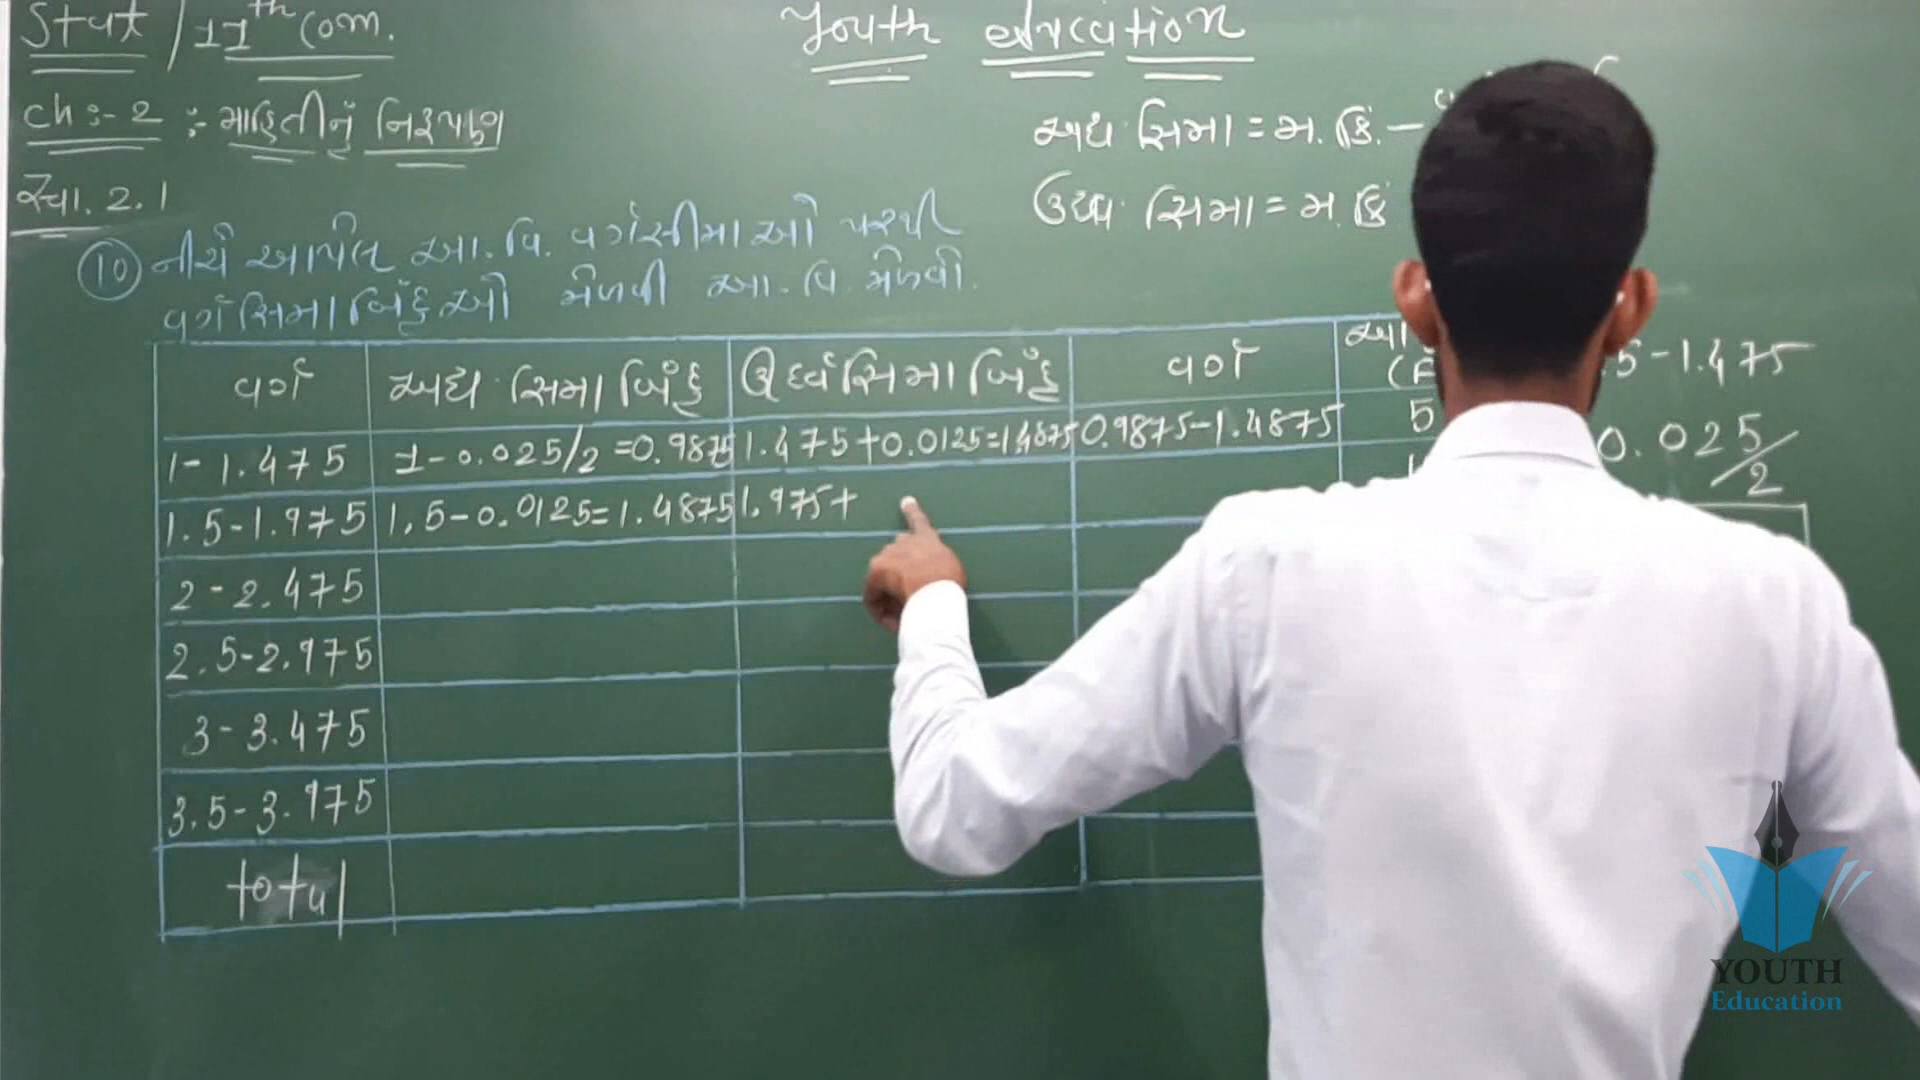 Stat / 11th com.
Youth education
ch :- 2 :- માહિતીનું નિરૂપણ
સ્વા. 2.1
અધ: સિમા = મ. કિં. -
ઉર્ધ્વ સિમા = મ. કિં
10 નીચે આપેલ આ. વિ. વર્ગસીમાઓ પરથી
વર્ગ સિમા બિંદુઓ મેળવી આ. વિ. મેળવો.
વર્ગ અધ: સિમા બિંદુ ઉર્ધ્વસિમા બિંદુ વર્ગ
1 - 1.475 1 - 0.025/2 = 0.9875 1.475 + 0.0125 = 1.4875 0.9875 - 1.4875 5
1.5 - 1.975 1.5 - 0.0125 = 1.4875 1.975 +
2 - 2.475
2.5 - 2.975
3 - 3.475
3.5 - 3.975
total
.5 - 1.475
0.025/2
YOUTH
Education